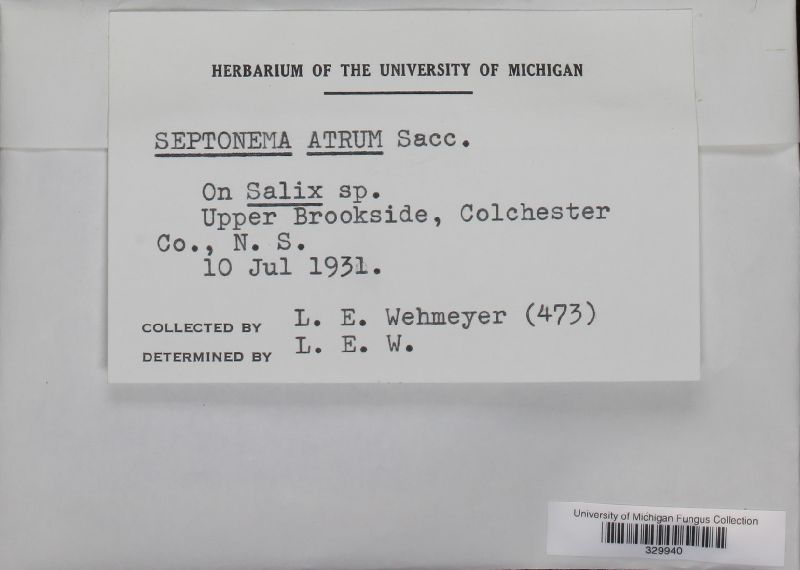 HERBARIUM OF THE UNIVERSITY OF MICHIGAN
SEPTONEMA ATRUM Sacc.
On Salix sp.
Upper Brookside, Colchester
Co., N. S.
10 Jul 1931.
COLLECTED BY L. E. Wehmeyer (473)
DETERMINED BY L. E. W.
University of Michigan Fungus Collection
329940